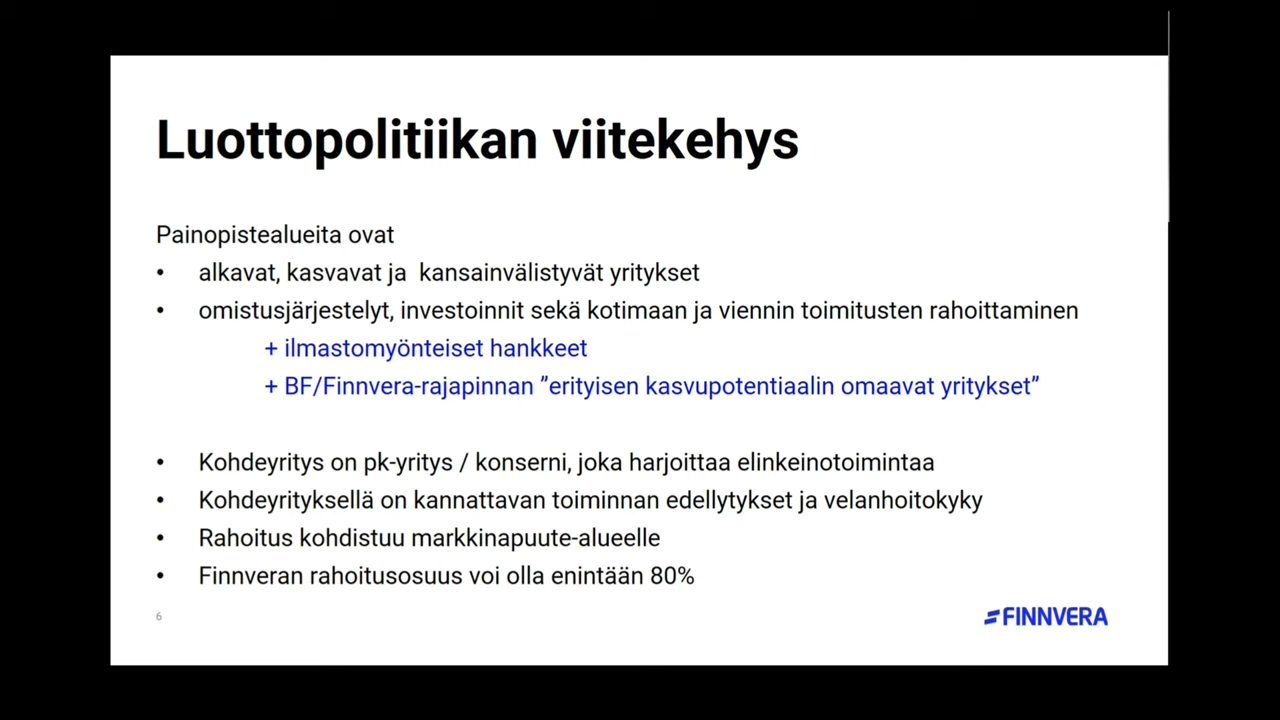 Luottopolitiikan viitekehys
Painopistealueita ovat
• alkavat, kasvavat ja kansainvälistyvät yritykset
• omistusjärjestelyt, investoinnit sekä kotimaan ja viennin toimitusten rahoittaminen
+ ilmastomyönteiset hankkeet
+ BF/Finnvera-rajapinnan ”erityisen kasvupotentiaalin omaavat yritykset”
• Kohdeyritys on pk-yritys / konserni, joka harjoittaa elinkeinotoimintaa
• Kohdeyrityksellä on kannattavan toiminnan edellytykset ja velanhoitokyky
• Rahoitus kohdistuu markkinapuute-alueelle
• Finnveran rahoitusosuus voi olla enintään 80%
6
FINNVERA